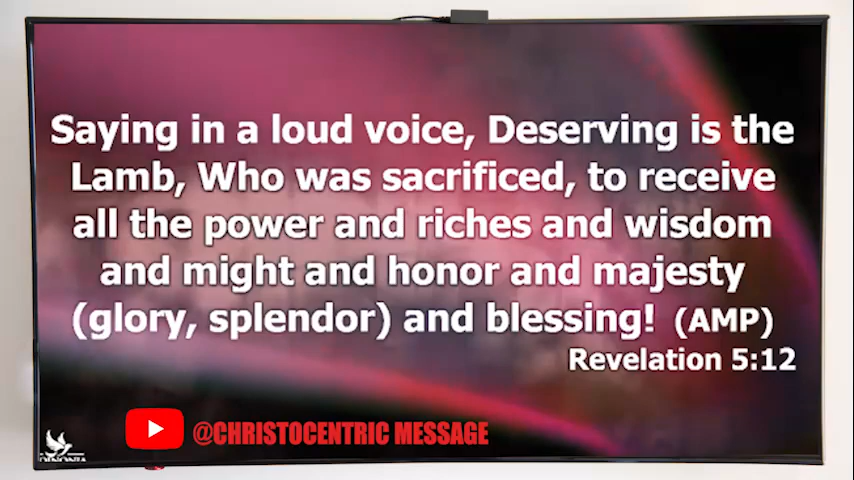 Saying in a loud voice, Deserving is the
Lamb, Who was sacrificed, to receive
all the power and riches and wisdom
and might and honor and majesty
(glory, splendor) and blessing! (AMP)
Revelation 5:12
@CHRISTOCENTRIC MESSAGE